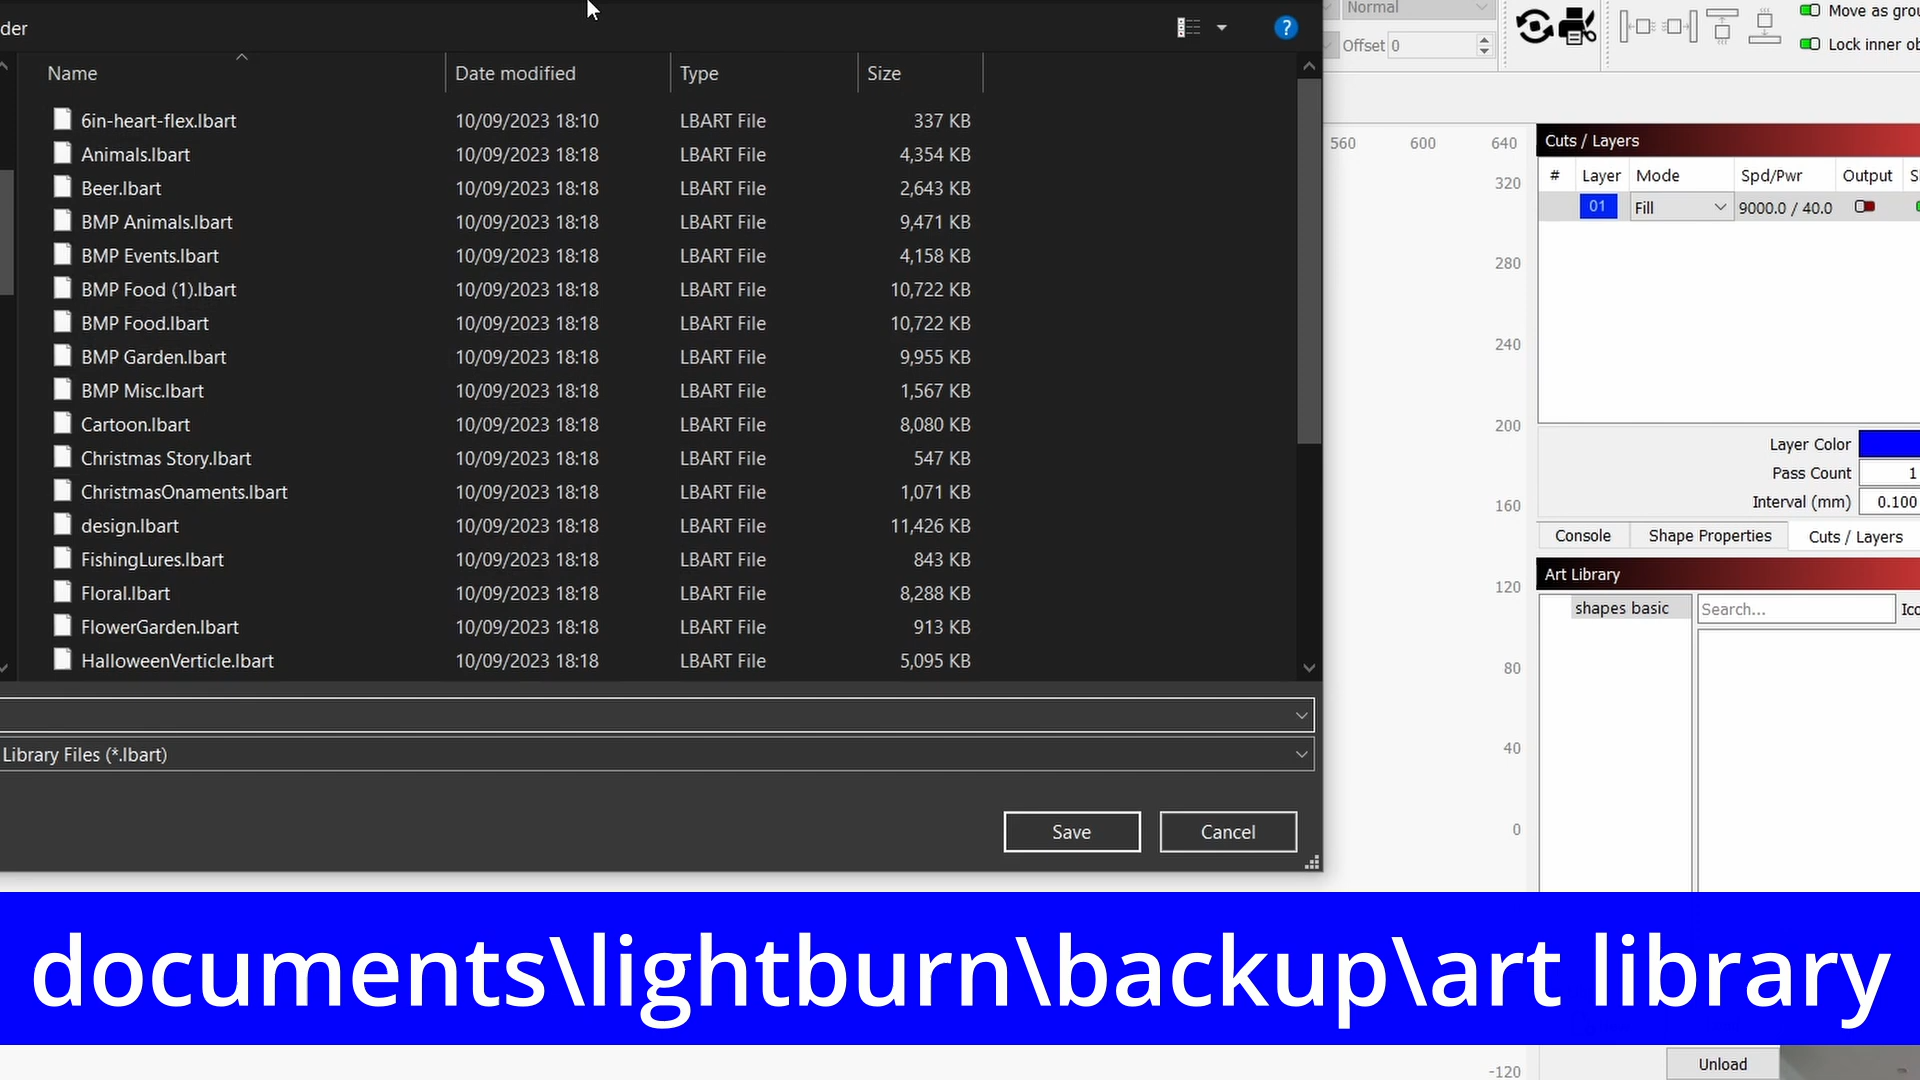 der
Normal
Offset 0
Move as grou
Lock inner ob
Name Date modified Type Size
6in-heart-flex.lbart 10/09/2023 18:10 LBART File 337 KB
Animals.lbart 10/09/2023 18:18 LBART File 4,354 KB
Beer.lbart 10/09/2023 18:18 LBART File 2,643 KB
BMP Animals.lbart 10/09/2023 18:18 LBART File 9,471 KB
BMP Events.lbart 10/09/2023 18:18 LBART File 4,158 KB
BMP Food (1).lbart 10/09/2023 18:18 LBART File 10,722 KB
BMP Food.lbart 10/09/2023 18:18 LBART File 10,722 KB
BMP Garden.lbart 10/09/2023 18:18 LBART File 9,955 KB
BMP Misc.lbart 10/09/2023 18:18 LBART File 1,567 KB
Cartoon.lbart 10/09/2023 18:18 LBART File 8,080 KB
Christmas Story.lbart 10/09/2023 18:18 LBART File 547 KB
ChristmasOnaments.lbart 10/09/2023 18:18 LBART File 1,071 KB
design.lbart 10/09/2023 18:18 LBART File 11,426 KB
FishingLures.lbart 10/09/2023 18:18 LBART File 843 KB
Floral.lbart 10/09/2023 18:18 LBART File 8,288 KB
FlowerGarden.lbart 10/09/2023 18:18 LBART File 913 KB
HalloweenVerticle.lbart 10/09/2023 18:18 LBART File 5,095 KB
Library Files (*.lbart)
Save Cancel
560 600 640
320
280
240
200
160
120
80
40
0
-120
Cuts / Layers
# Layer Mode Spd/Pwr Output S
01 Fill 9000.0 / 40.0
Layer Color
Pass Count 1
Interval (mm) 0.100
Console Shape Properties Cuts / Layers
Art Library
shapes basic Search... Ico
documents\lightburn\backup\art library
Unload